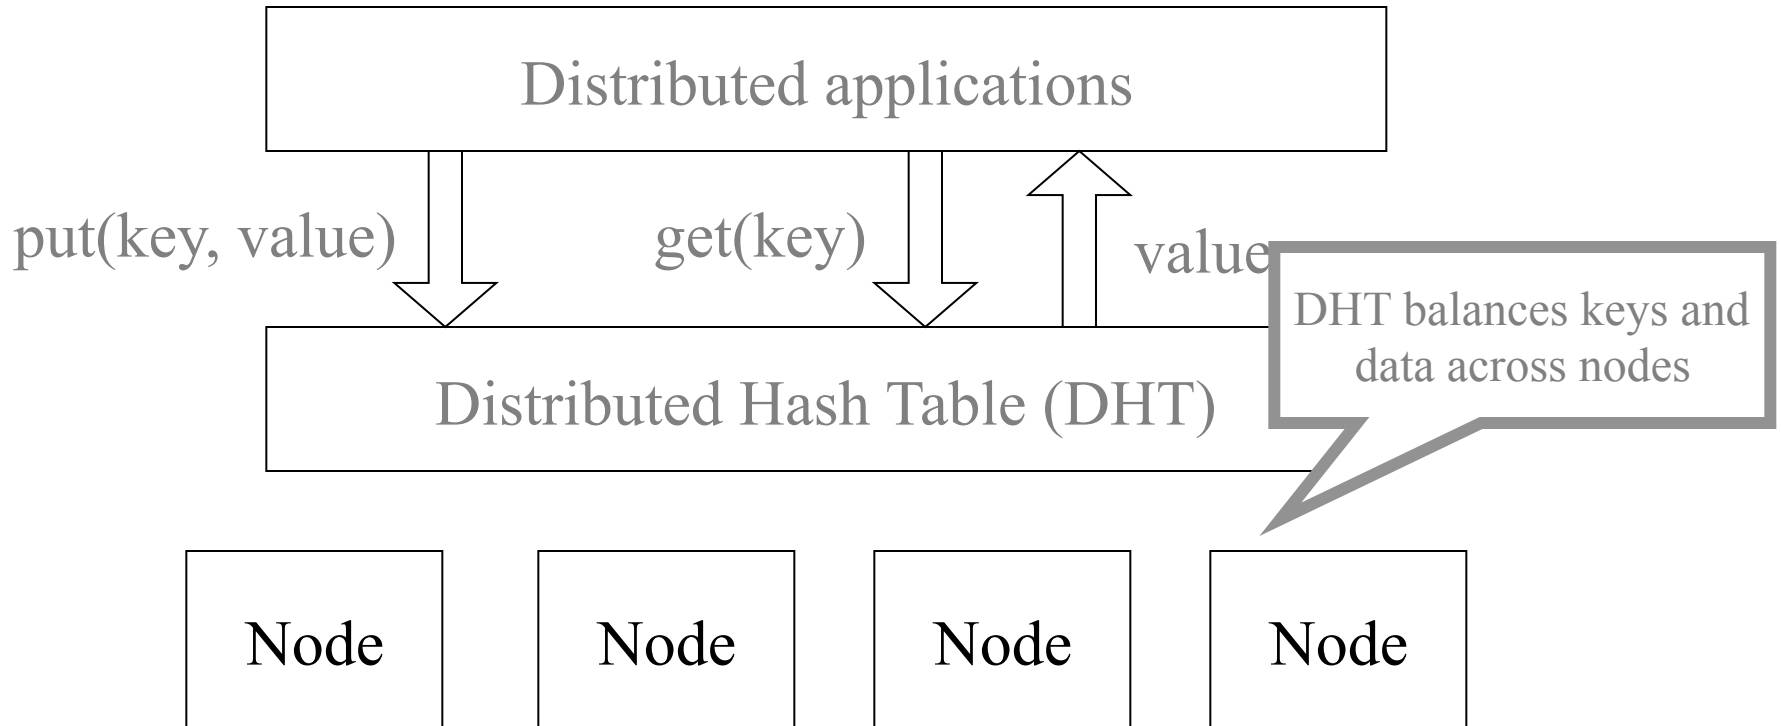 Distributed applications
put(key, value)
get(key)
value
DHT balances keys and
data across nodes
Distributed Hash Table (DHT)
Node
Node
Node
Node